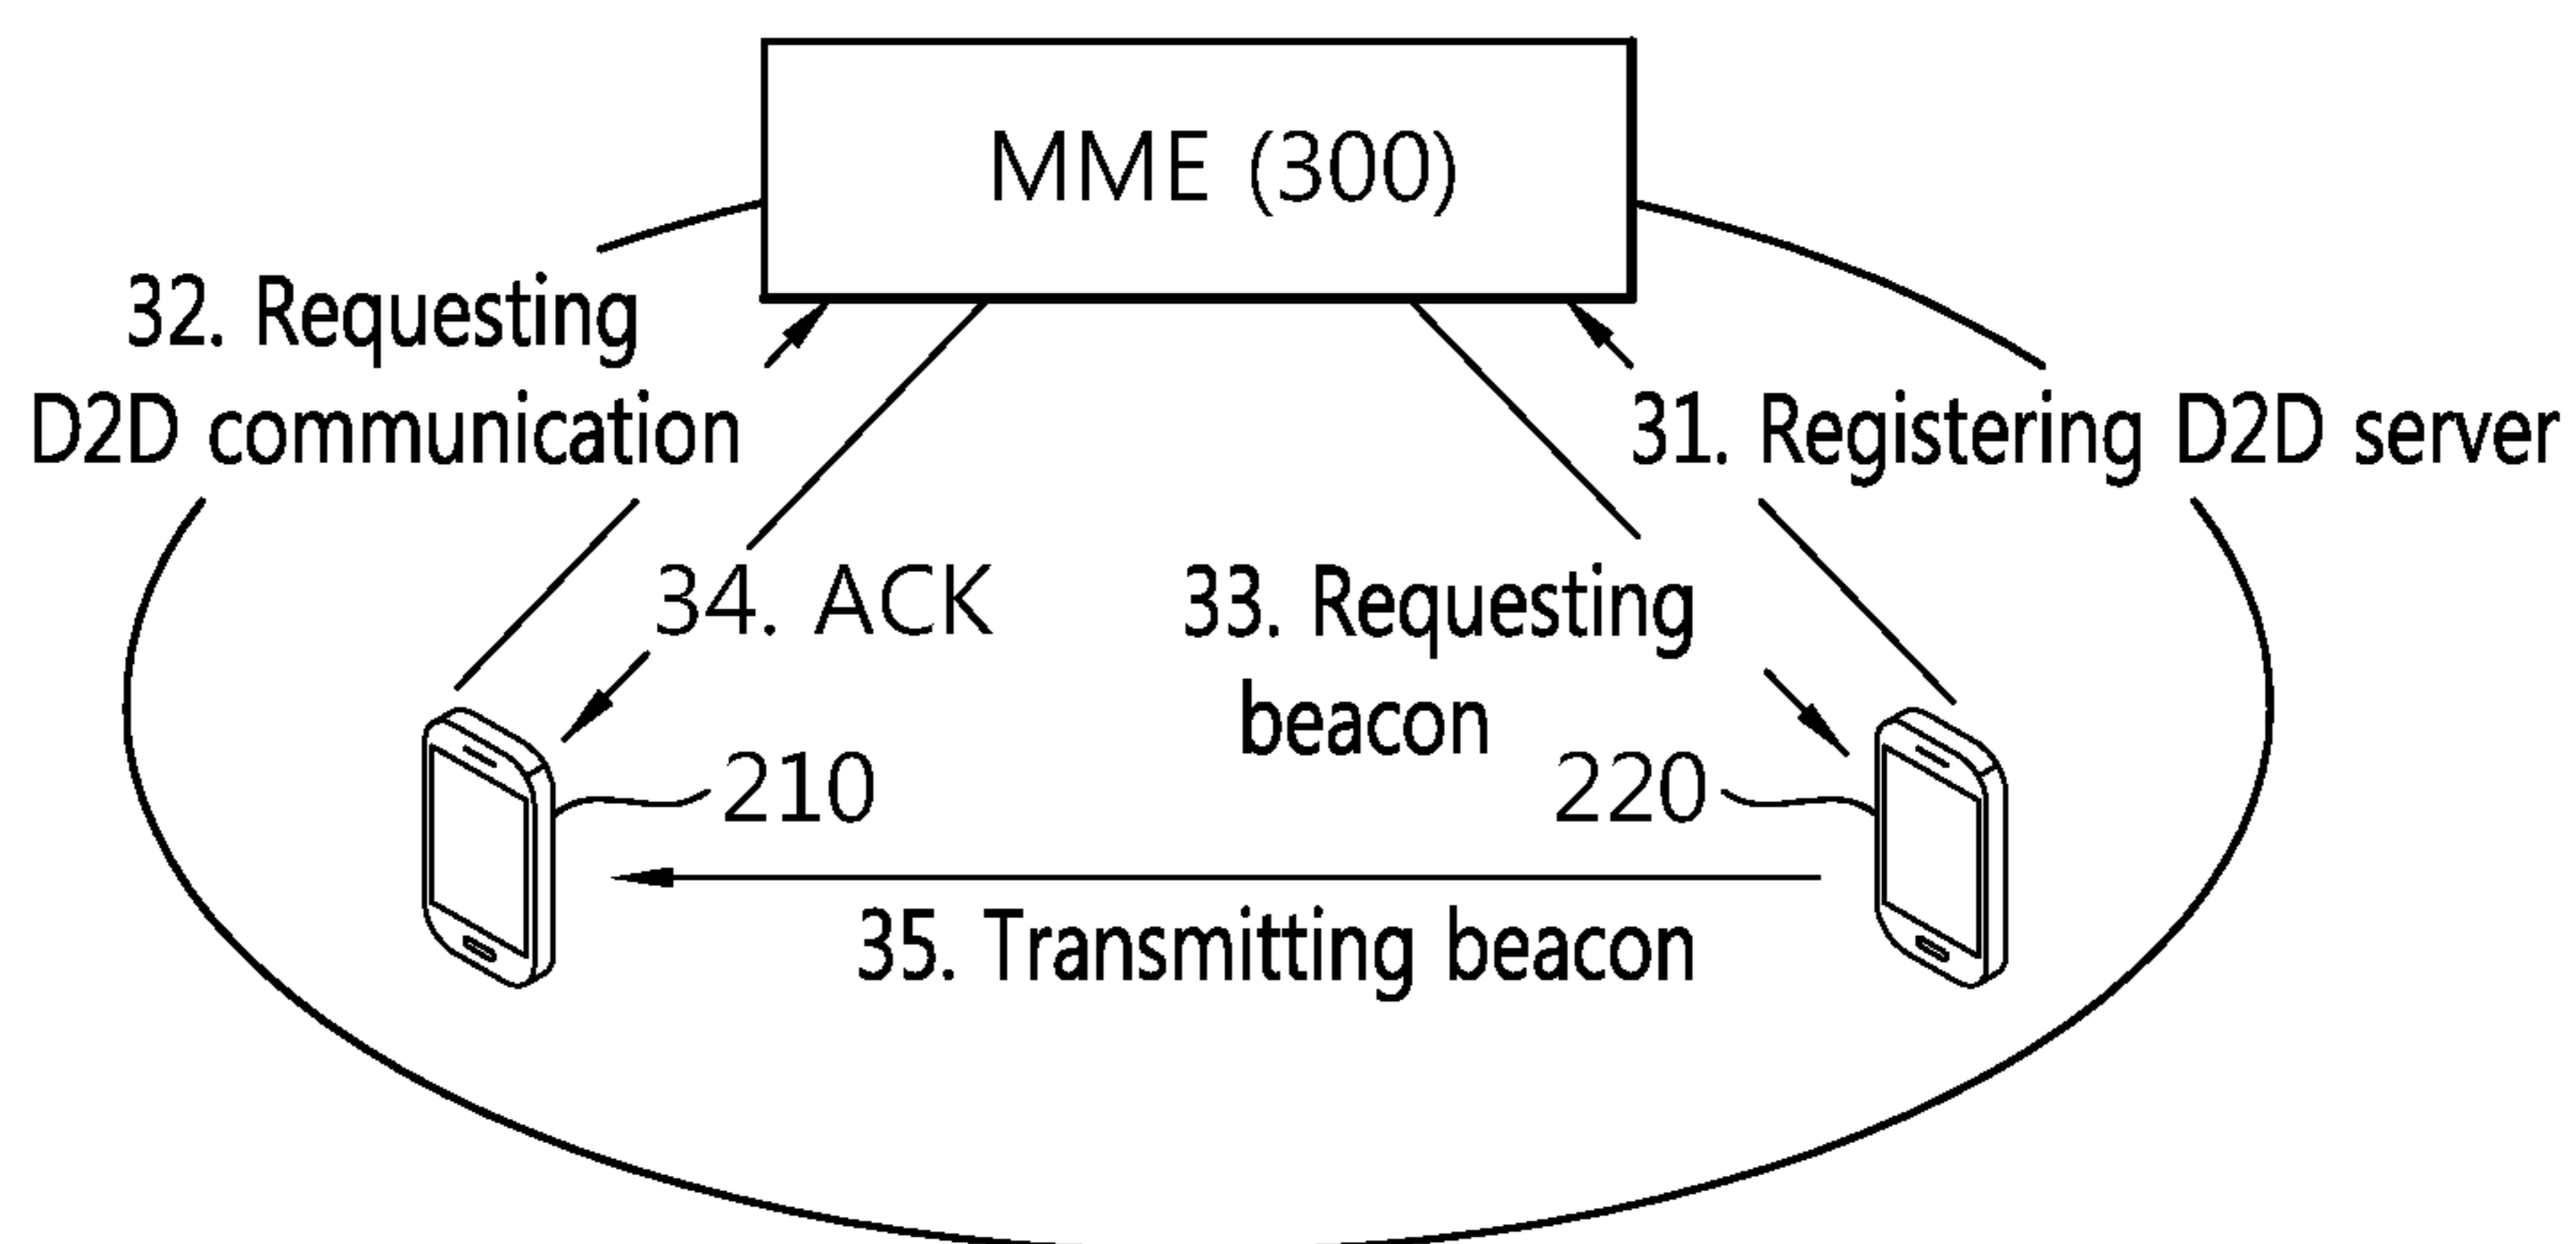 MME (300)
32. Requesting
D2D communication
31. Registering D2D server
34. ACK
33. Requesting
beacon
210
220
35. Transmitting beacon